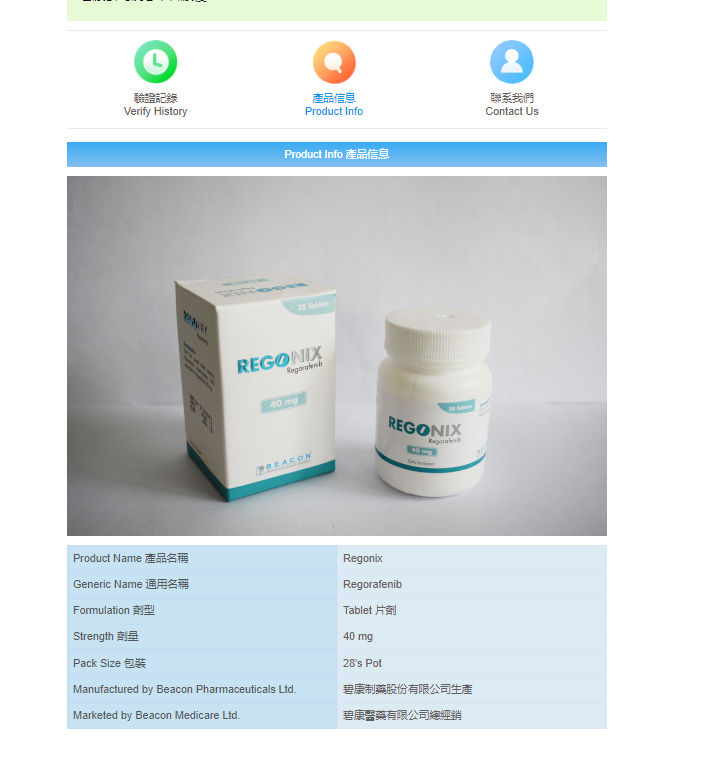 驗證記錄
Verify History
產品信息
Product Info
聯系我們
Contact Us
Product Info 產品信息
28 Tablets
REGONIX
Regorafenib
40 mg
BEACON
REGONIX
28 Tablets
REGONIX
Regorafenib
40 mg
Product Name 產品名稱
Regonix
Generic Name 通用名稱
Regorafenib
Formulation 劑型
Tablet 片劑
Strength 劑量
40 mg
Pack Size 包裝
28's Pot
Manufactured by Beacon Pharmaceuticals Ltd.
碧康制藥股份有限公司生產
Marketed by Beacon Medicare Ltd.
碧康醫藥有限公司總經銷